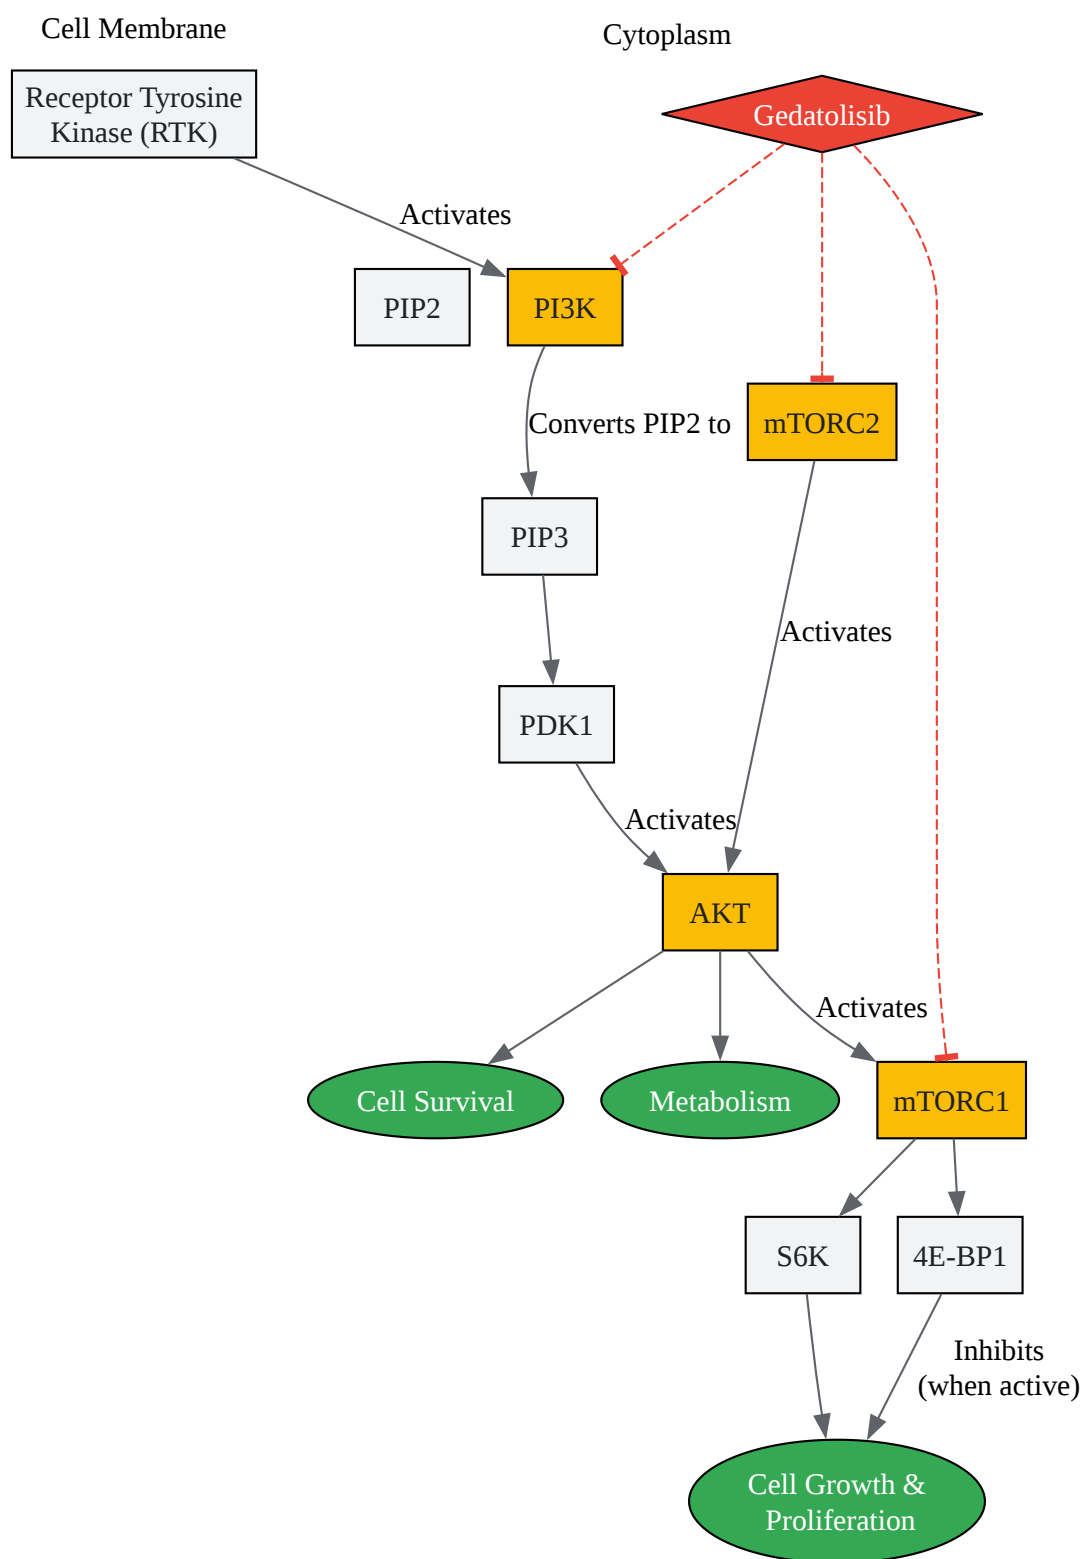 Cell Membrane
Cytoplasm
Receptor Tyrosine
Kinase (RTK)
Gedatolisib
Activates
PIP2
PI3K
Converts PIP2 to
mTORC2
PIP3
Activates
PDK1
Activates
AKT
Activates
Cell Survival
Metabolism
mTORC1
S6K
4E-BP1
Inhibits
(when active)
Cell Growth &
Proliferation